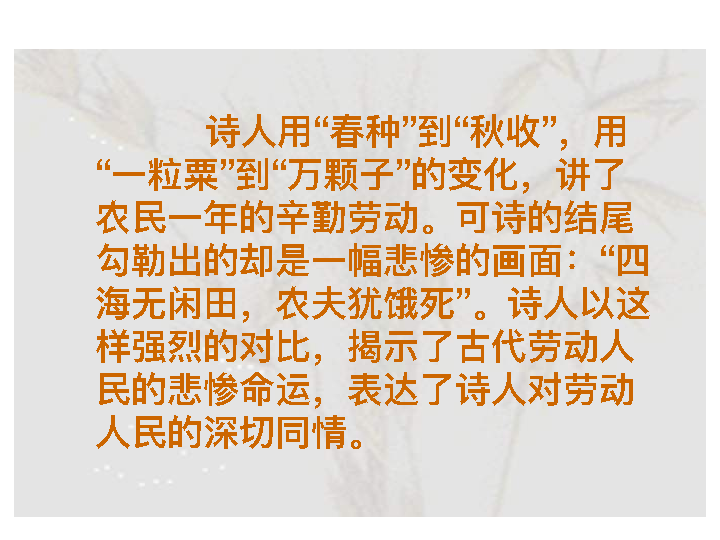 诗人用“春种”到“秋收”，用
“一粒粟”到“万颗子”的变化，讲了
农民一年的辛勤劳动。可诗的结尾
勾勒出的却是一幅悲惨的画面：“四
海无闲田，农夫犹饿死”。诗人以这
样强烈的对比，揭示了古代劳动人
民的悲惨命运，表达了诗人对劳动
人民的深切同情。